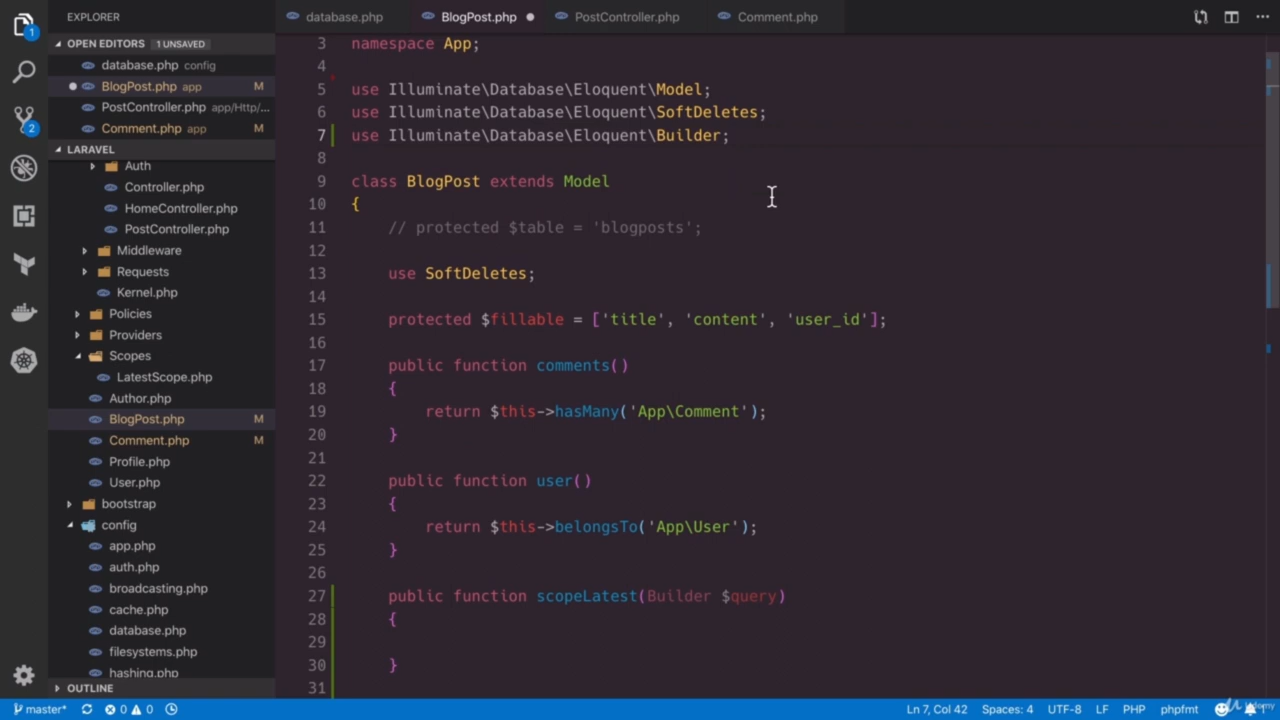 EXPLORER
OPEN EDITORS 1 UNSAVED
database.php config
BlogPost.php app M
PostController.php app/Http/...
Comment.php app M
LARAVEL
Auth
Controller.php
HomeController.php
PostController.php
Middleware
Requests
Kernel.php
Policies
Providers
Scopes
LatestScope.php
Author.php
BlogPost.php M
Comment.php M
Profile.php
User.php
bootstrap
config
app.php
auth.php
broadcasting.php
cache.php
database.php
filesystems.php
hashing.php
OUTLINE
1
2
database.php BlogPost.php PostController.php Comment.php
3 namespace App;
4
5 use Illuminate\Database\Eloquent\Model;
6 use Illuminate\Database\Eloquent\SoftDeletes;
7 use Illuminate\Database\Eloquent\Builder;
8
9 class BlogPost extends Model
10 {
11 // protected $table = 'blogposts';
12
13 use SoftDeletes;
14
15 protected $fillable = ['title', 'content', 'user_id'];
16
17 public function comments()
18 {
19 return $this->hasMany('App\Comment');
20 }
21
22 public function user()
23 {
24 return $this->belongsTo('App\User');
25 }
26
27 public function scopeLatest(Builder $query)
28 {
29
30 }
31
master* 0 0 Ln 7, Col 42 Spaces: 4 UTF-8 LF PHP phpfmt 1
Udemy